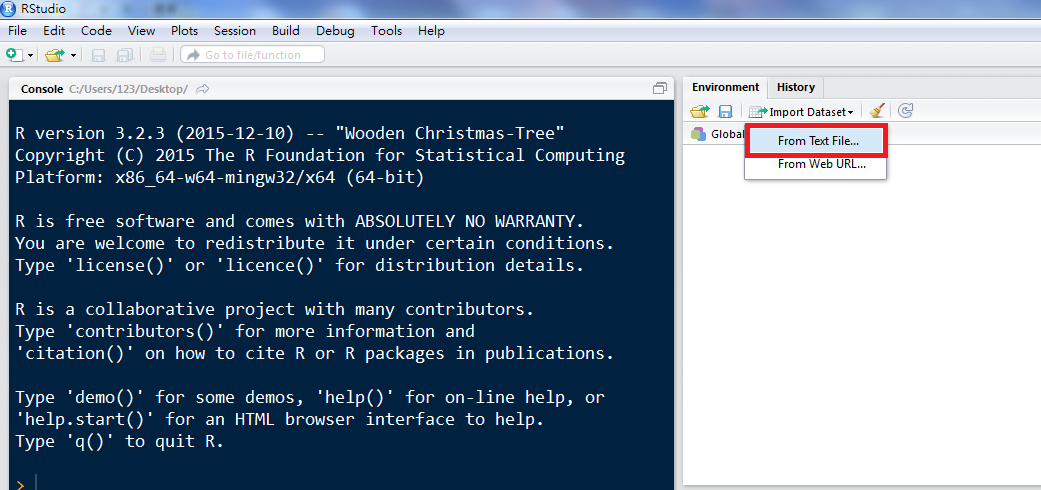 RStudio
File Edit Code View Plots Session Build Debug Tools Help
Go to file/function
Console C:/Users/123/Desktop/
R version 3.2.3 (2015-12-10) -- "Wooden Christmas-Tree"
Copyright (C) 2015 The R Foundation for Statistical Computing
Platform: x86_64-w64-mingw32/x64 (64-bit)
R is free software and comes with ABSOLUTELY NO WARRANTY.
You are welcome to redistribute it under certain conditions.
Type 'license()' or 'licence()' for distribution details.
R is a collaborative project with many contributors.
Type 'contributors()' for more information and
'citation()' on how to cite R or R packages in publications.
Type 'demo()' for some demos, 'help()' for on-line help, or
'help.start()' for an HTML browser interface to help.
Type 'q()' to quit R.
>
Environment History
Import Dataset
Global
From Text File...
From Web URL...